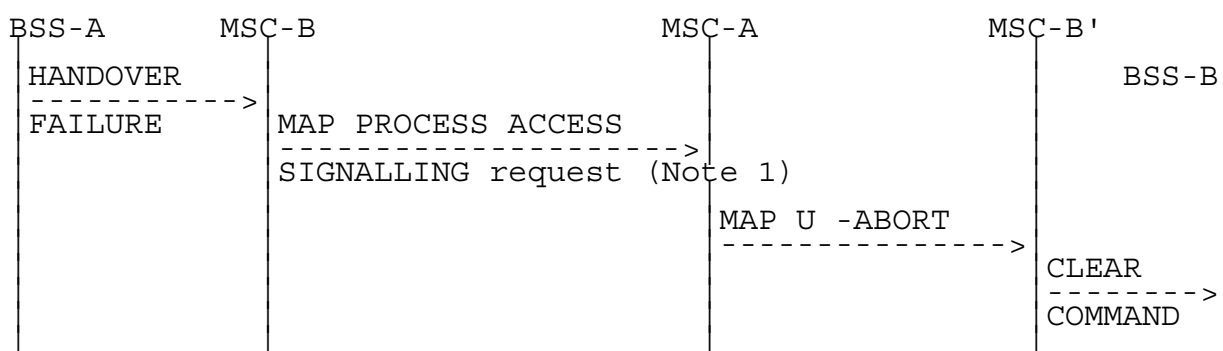 BSS-A MSC-B MSC-A MSC-B'
HANDOVER BSS-B
----------->
FAILURE MAP PROCESS ACCESS
--------------------->
SIGNALLING request (Note 1)
MAP U -ABORT
--------------->
CLEAR
-------->
COMMAND